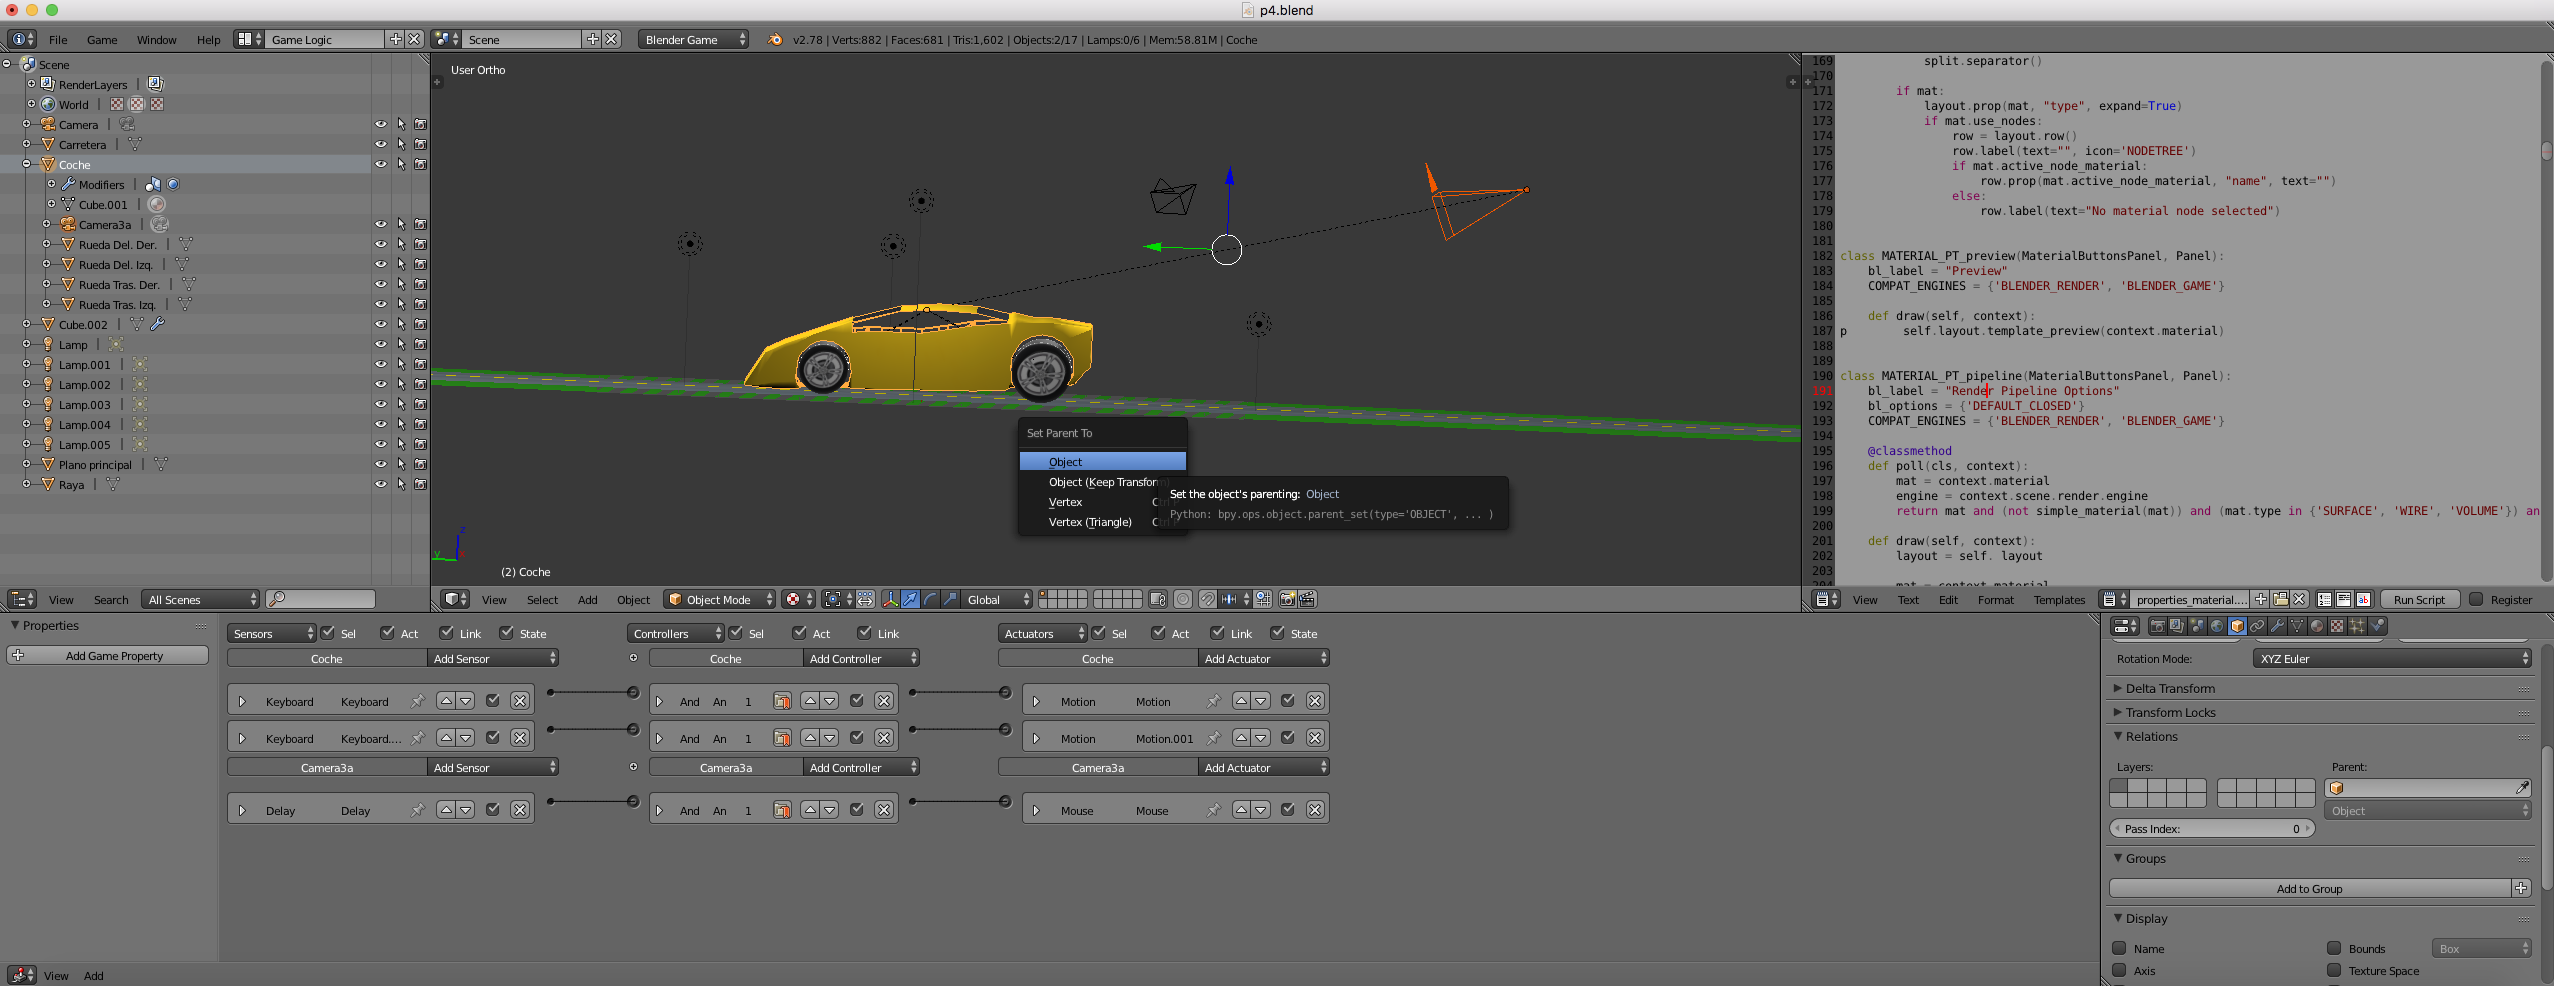 p4.blend
File Game Window Help Game Logic Scene Blender Game v2.78 | Verts:882 | Faces:681 | Tris:1,602 | Objects:2/17 | Lamps:0/6 | Mem:58.81M | Coche
Scene
RenderLayers
World
Camera
Carretera
Coche
Modifiers
Cube.001
Camera3a
Rueda Del. Der.
Rueda Del. Izq.
Rueda Tras. Der.
Rueda Tras. Izq.
Cube.002
Lamp
Lamp.001
Lamp.002
Lamp.003
Lamp.004
Lamp.005
Plano principal
Raya
View Search All Scenes
User Ortho
Set Parent To
Object
Object (Keep Transform)
Vertex
Vertex (Triangle)
Set the object's parenting: Object
Python: bpy.ops.object.parent_set(type='OBJECT', ... )
z
y
(2) Coche
View Select Add Object Object Mode Global
169 split.separator()
170
171 if mat:
172 layout.prop(mat, "type", expand=True)
173 if mat.use_nodes:
174 row = layout.row()
175 row.label(text="", icon='NODETREE')
176 if mat.active_node_material:
177 row.prop(mat.active_node_material, "name", text="")
178 else:
179 row.label(text="No material node selected")
180
181
182 class MATERIAL_PT_preview(MaterialButtonsPanel, Panel):
183 bl_label = "Preview"
184 COMPAT_ENGINES = {'BLENDER_RENDER', 'BLENDER_GAME'}
185
186 def draw(self, context):
187 p self.layout.template_preview(context.material)
188
189
190 class MATERIAL_PT_pipeline(MaterialButtonsPanel, Panel):
191 bl_label = "Render Pipeline Options"
192 bl_options = {'DEFAULT_CLOSED'}
193 COMPAT_ENGINES = {'BLENDER_RENDER', 'BLENDER_GAME'}
194
195 @classmethod
196 def poll(cls, context):
197 mat = context.material
198 engine = context.scene.render.engine
199 return mat and (not simple_material(mat)) and (mat.type in {'SURFACE', 'WIRE', 'VOLUME'}) an
200
201 def draw(self, context):
202 layout = self. layout
203
204 mat = context.material
View Text Edit Format Templates properties_material.... Run Script Register
Properties
Add Game Property
Sensors Sel Act Link State Controllers Sel Act Link Actuators Sel Act Link State
Coche Add Sensor Coche Add Controller Coche Add Actuator
Keyboard Keyboard And An 1 Motion Motion
Keyboard Keyboard.... And An 1 Motion Motion.001
Camera3a Add Sensor Camera3a Add Controller Camera3a Add Actuator
Delay Delay And An 1 Mouse Mouse
View Add
Rotation Mode: XYZ Euler
Delta Transform
Transform Locks
Relations
Layers: Parent:
Object
Pass Index: 0
Groups
Add to Group
Display
Name Bounds Box
Axis Texture Space